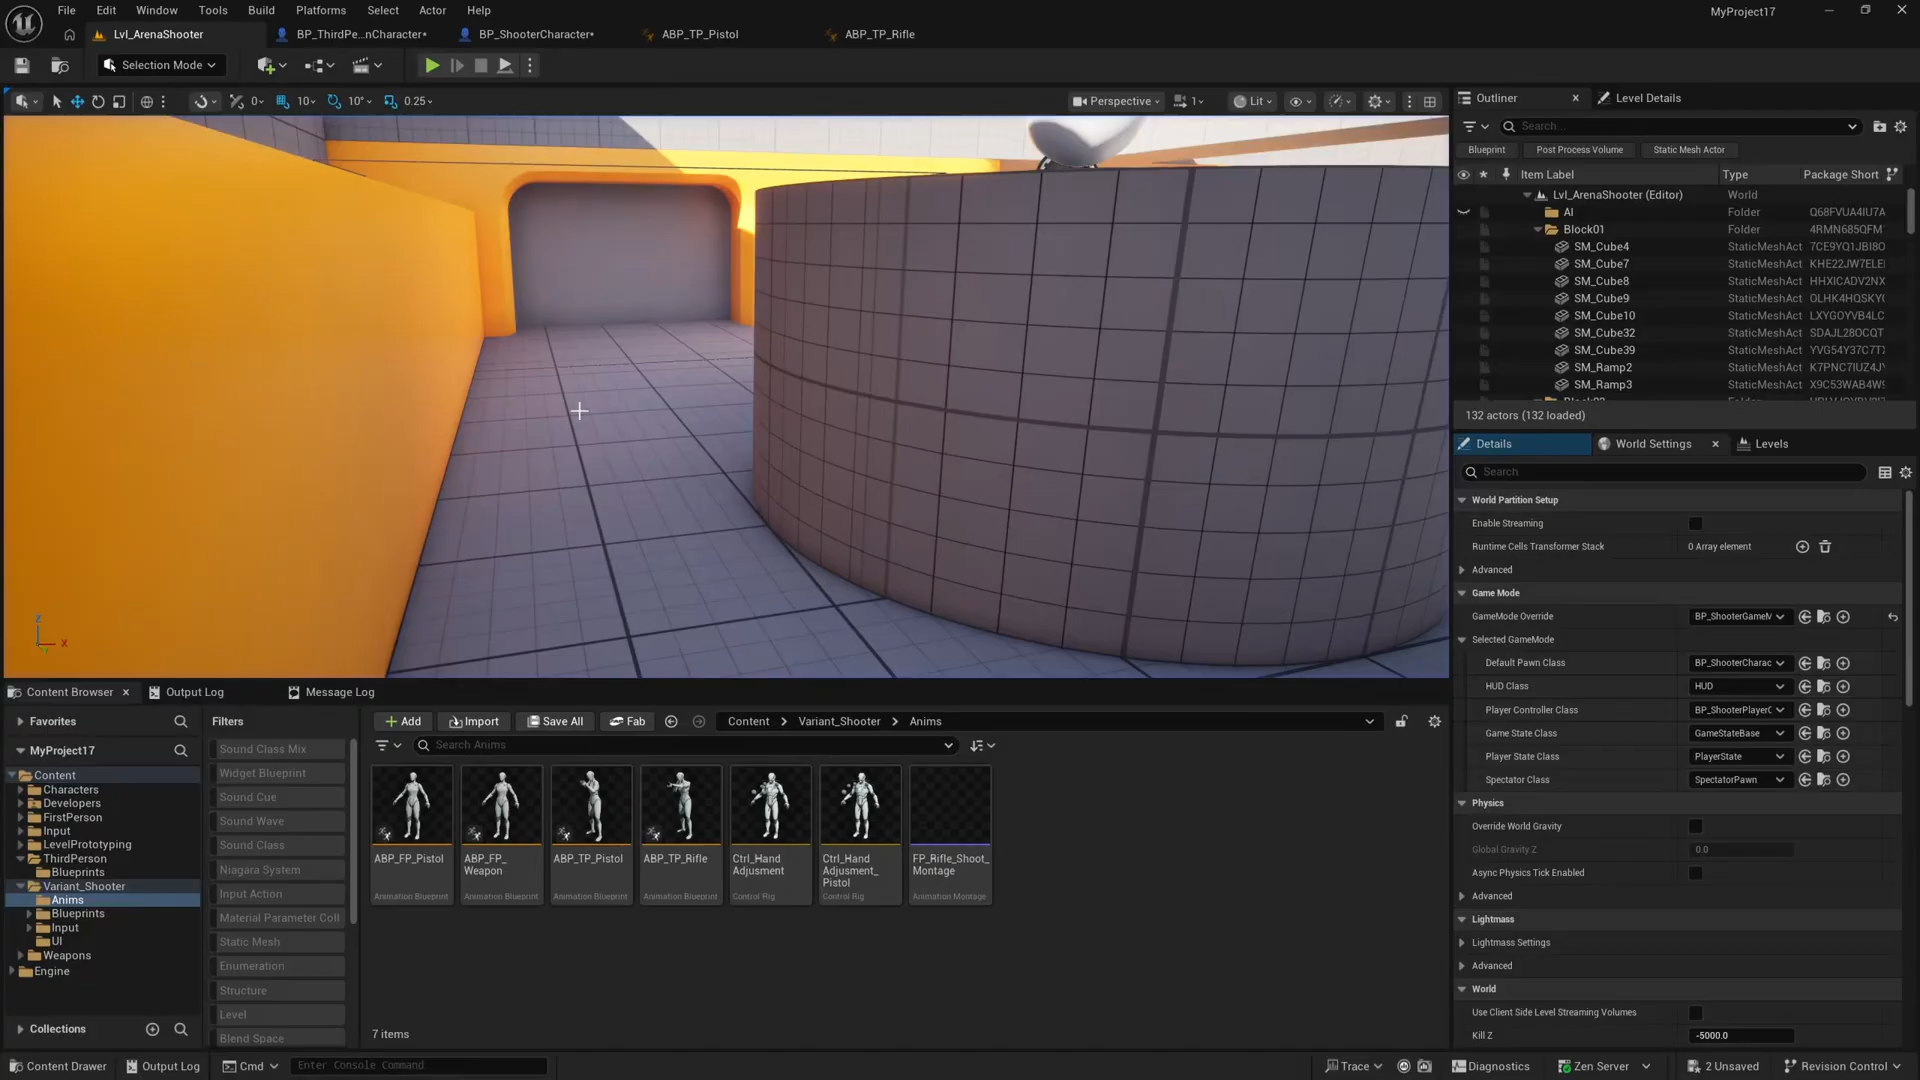 File Edit Window Tools Build Platforms Select Actor Help
MyProject17
Lvl_ArenaShooter
BP_ThirdPe...nCharacter*
BP_ShooterCharacter*
ABP_TP_Pistol
ABP_TP_Rifle
Selection Mode
0 10 10° 0.25
Perspective 1 Lit
Z
X
Outliner
Level Details
Search...
Blueprint Post Process Volume Static Mesh Actor
Item Label Type Package Short
Lvl_ArenaShooter (Editor) World
AI Folder Q68FVUA4IU7A
Block01 Folder 4RMN685QFM
SM_Cube4 StaticMeshAct 7CE9YQ1JBI8O
SM_Cube7 StaticMeshAct KHE22JW7ELE
SM_Cube8 StaticMeshAct HHXICADV2NX
SM_Cube9 StaticMeshAct OLHK4HQSKY
SM_Cube10 StaticMeshAct LXYGOYVB4LC
SM_Cube32 StaticMeshAct SDAJL28OCQT
SM_Cube39 StaticMeshAct YVG54Y37C7T
SM_Ramp2 StaticMeshAct K7PNC7IUZ4J
SM_Ramp3 StaticMeshAct X9C53WAB4W
132 actors (132 loaded)
Details
World Settings
Levels
Search
World Partition Setup
Enable Streaming
Runtime Cells Transformer Stack 0 Array element
Advanced
Game Mode
GameMode Override BP_ShooterGameM
Selected GameMode
Default Pawn Class BP_ShooterCharac
HUD Class HUD
Player Controller Class BP_ShooterPlayerC
Game State Class GameStateBase
Player State Class PlayerState
Spectator Class SpectatorPawn
Physics
Override World Gravity
Global Gravity Z 0.0
Async Physics Tick Enabled
Advanced
Lightmass
Lightmass Settings
Advanced
World
Use Client Side Level Streaming Volumes
Kill Z -5000.0
Content Browser
Output Log
Message Log
Favorites
MyProject17
Content
Characters
Developers
FirstPerson
Input
LevelPrototyping
ThirdPerson
Blueprints
Variant_Shooter
Anims
Blueprints
Input
UI
Weapons
Engine
Collections
Filters
Sound Class Mix
Widget Blueprint
Sound Cue
Sound Wave
Sound Class
Niagara System
Input Action
Material Parameter Coll
Static Mesh
Enumeration
Structure
Level
Blend Space
Add Import Save All Fab Content Variant_Shooter Anims
Search Anims
ABP_FP_Pistol
Animation Blueprint
ABP_FP_
Weapon
Animation Blueprint
ABP_TP_Pistol
Animation Blueprint
ABP_TP_Rifle
Animation Blueprint
Ctrl_Hand
Adjusment
Control Rig
Ctrl_Hand
Adjusment_
Pistol
Control Rig
FP_Rifle_Shoot_
Montage
Animation Montage
7 items
Content Drawer Output Log Cmd Enter Console Command
Trace Diagnostics Zen Server 2 Unsaved Revision Control